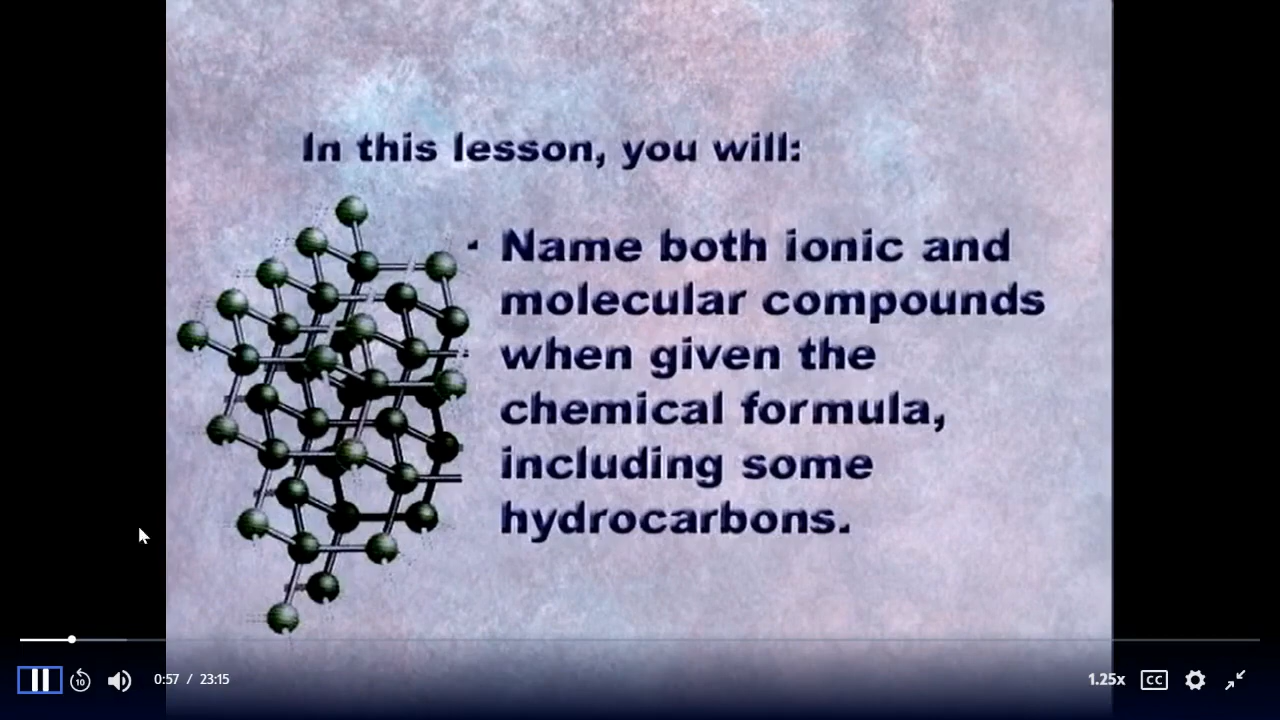 In this lesson, you will:
· Name both ionic and
molecular compounds
when given the
chemical formula,
including some
hydrocarbons.
10
0:57 / 23:15
1.25x
CC